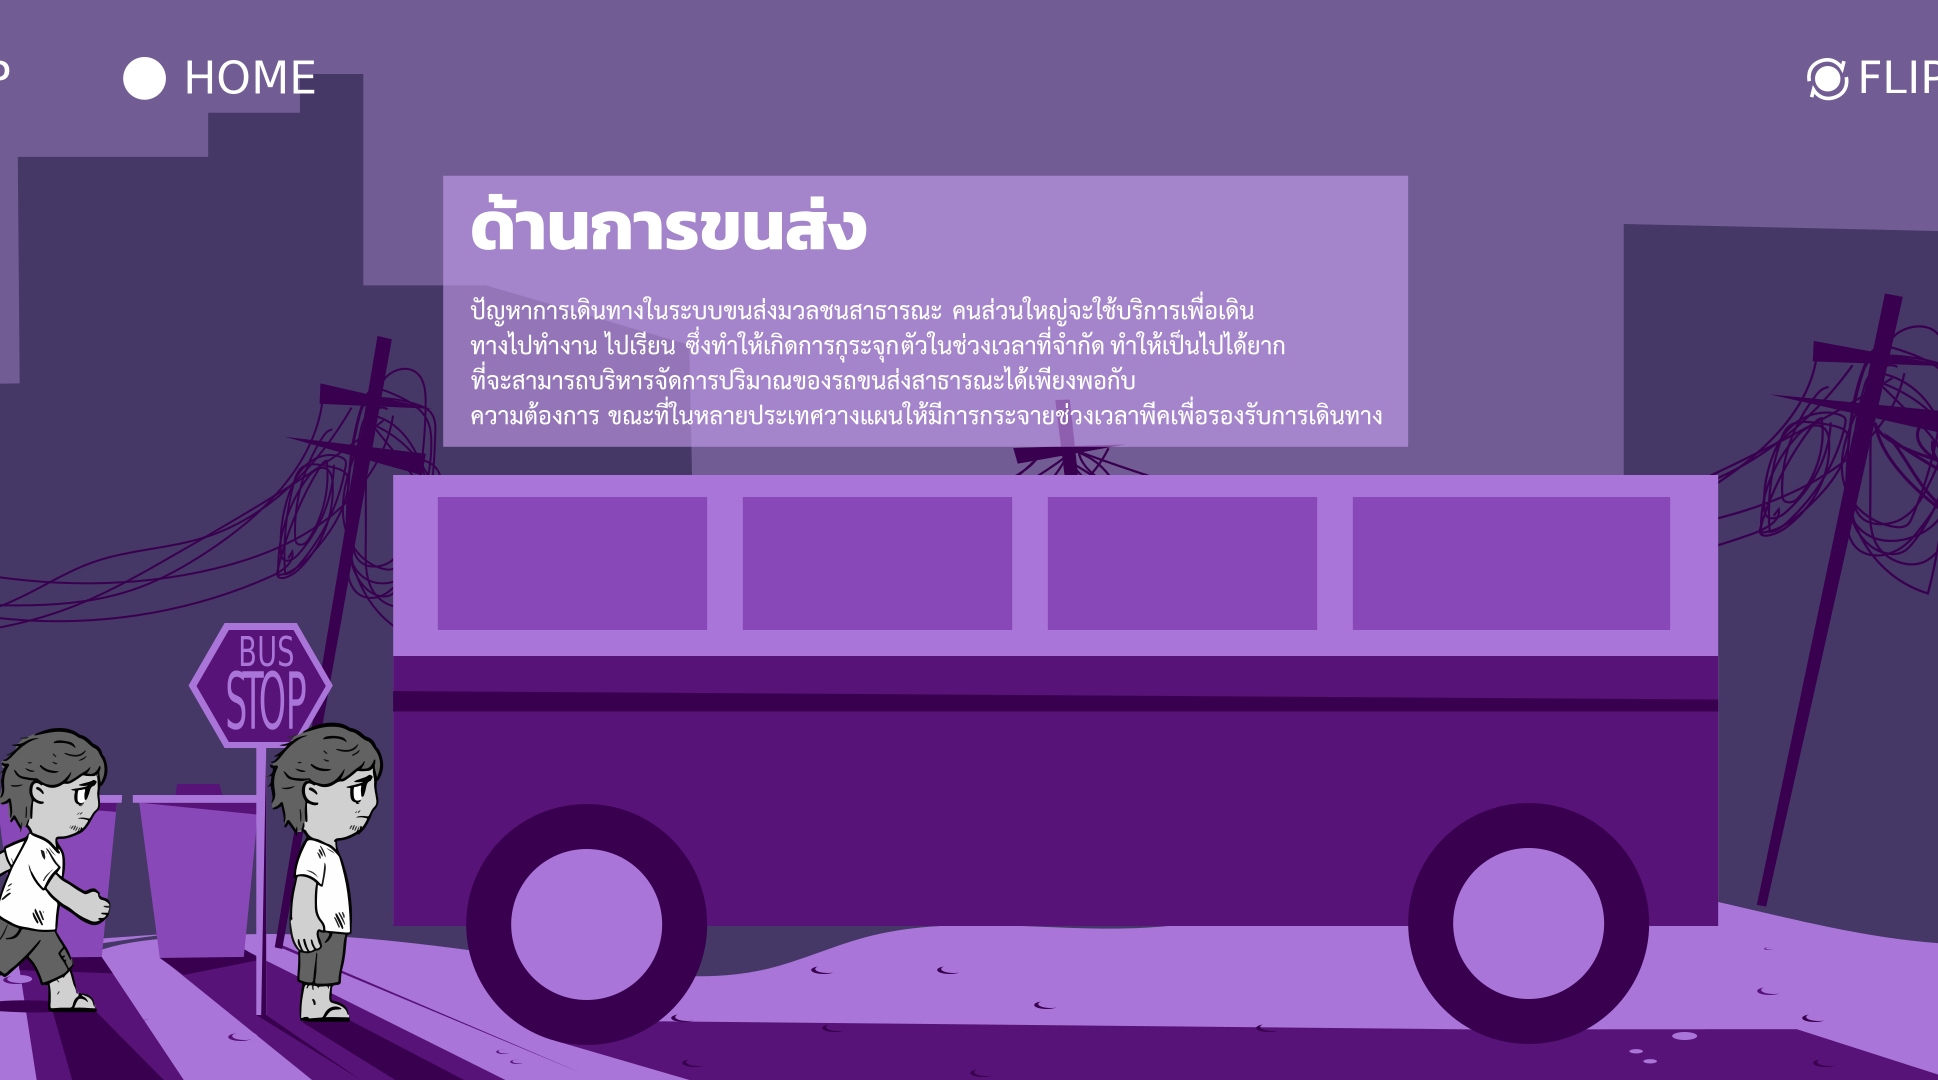 HOME
FLIP
ด้านการขนส่ง
ปัญหาการเดินทางในระบบขนส่งมวลชนสาธารณะ คนส่วนใหญ่จะใช้บริการเพื่อเดิน
ทางไปทำงาน ไปเรียน ซึ่งทำให้เกิดการกุระจุกตัวในช่วงเวลาที่จำกัด ทำให้เป็นไปได้ยาก
ที่จะสามารถบริหารจัดการปริมาณของรถขนส่งสาธารณะได้เพียงพอกับ
ความต้องการ ขณะที่ในหลายประเทศวางแผนให้มีการกระจายช่วงเวลาพีคเพื่อรองรับการเดินทาง
BUS
STOP